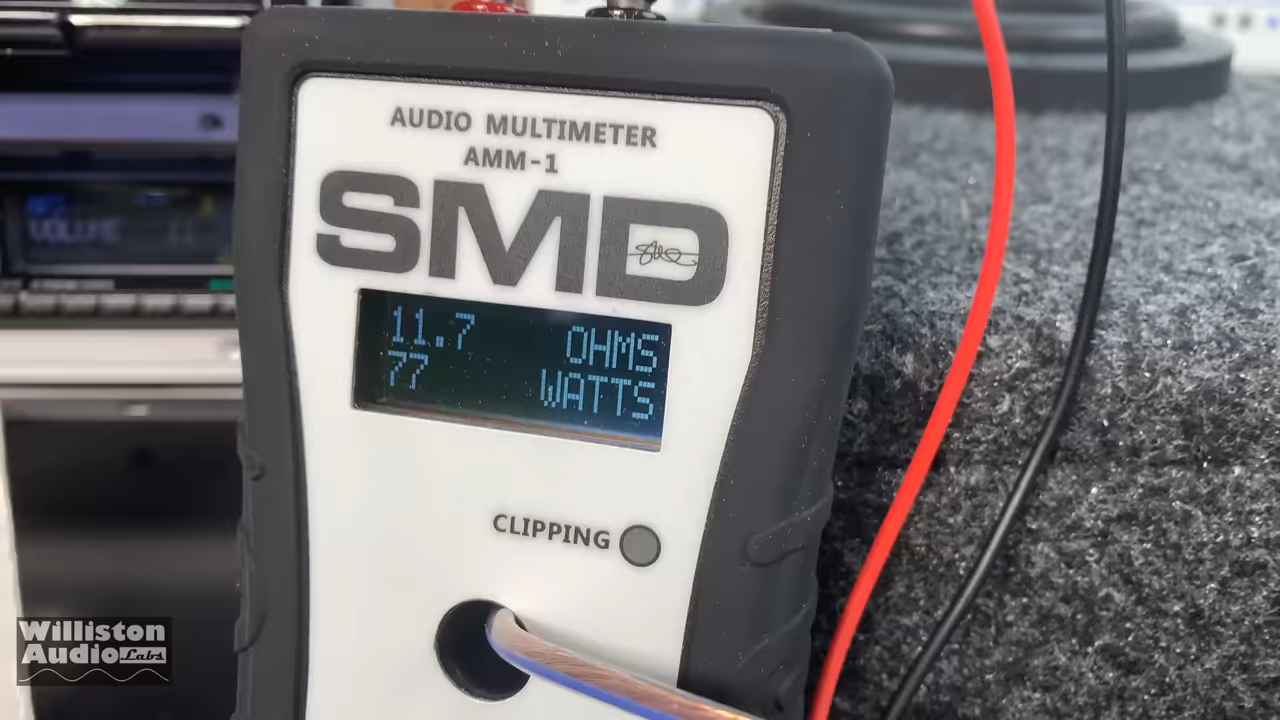 AUDIO MULTIMETER
AMM-1
SMD
11.7 OHMS
77 WATTS
CLIPPING
VOLUME
Williston
Audio Labs